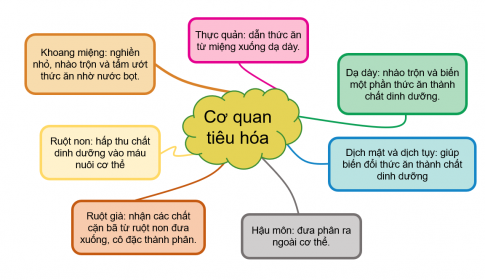 Thực quản: dẫn thức ăn
từ miệng xuống dạ dày.
Khoang miệng: nghiền
nhỏ, nhào trộn và tẩm ướt
thức ăn nhờ nước bọt.
Dạ dày: nhào trộn và biến
một phần thức ăn thành
chất dinh dưỡng.
Cơ quan
tiêu hóa
Ruột non: hấp thu chất
dinh dưỡng vào máu
nuôi cơ thể
Dịch mật và dịch tụy: giúp
biến đổi thức ăn thành chất
dinh dưỡng
Ruột già: nhận các chất
cặn bã từ ruột non đưa
xuống, cô đặc thành phân.
Hậu môn: đưa phân ra
ngoài cơ thể.